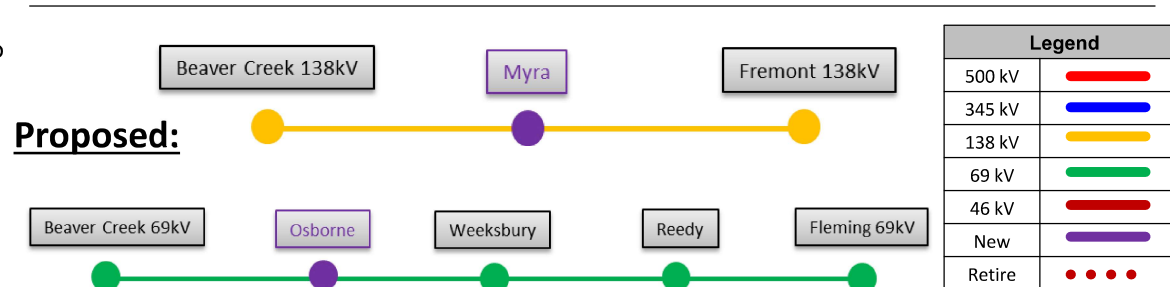 Beaver Creek 138kV
Myra
Fremont 138kV
Proposed:
Beaver Creek 69kV
Osborne
Weeksbury
Reedy
Fleming 69kV
Legend
500 kV
345 kV
138 kV
69 kV
46 kV
New
Retire